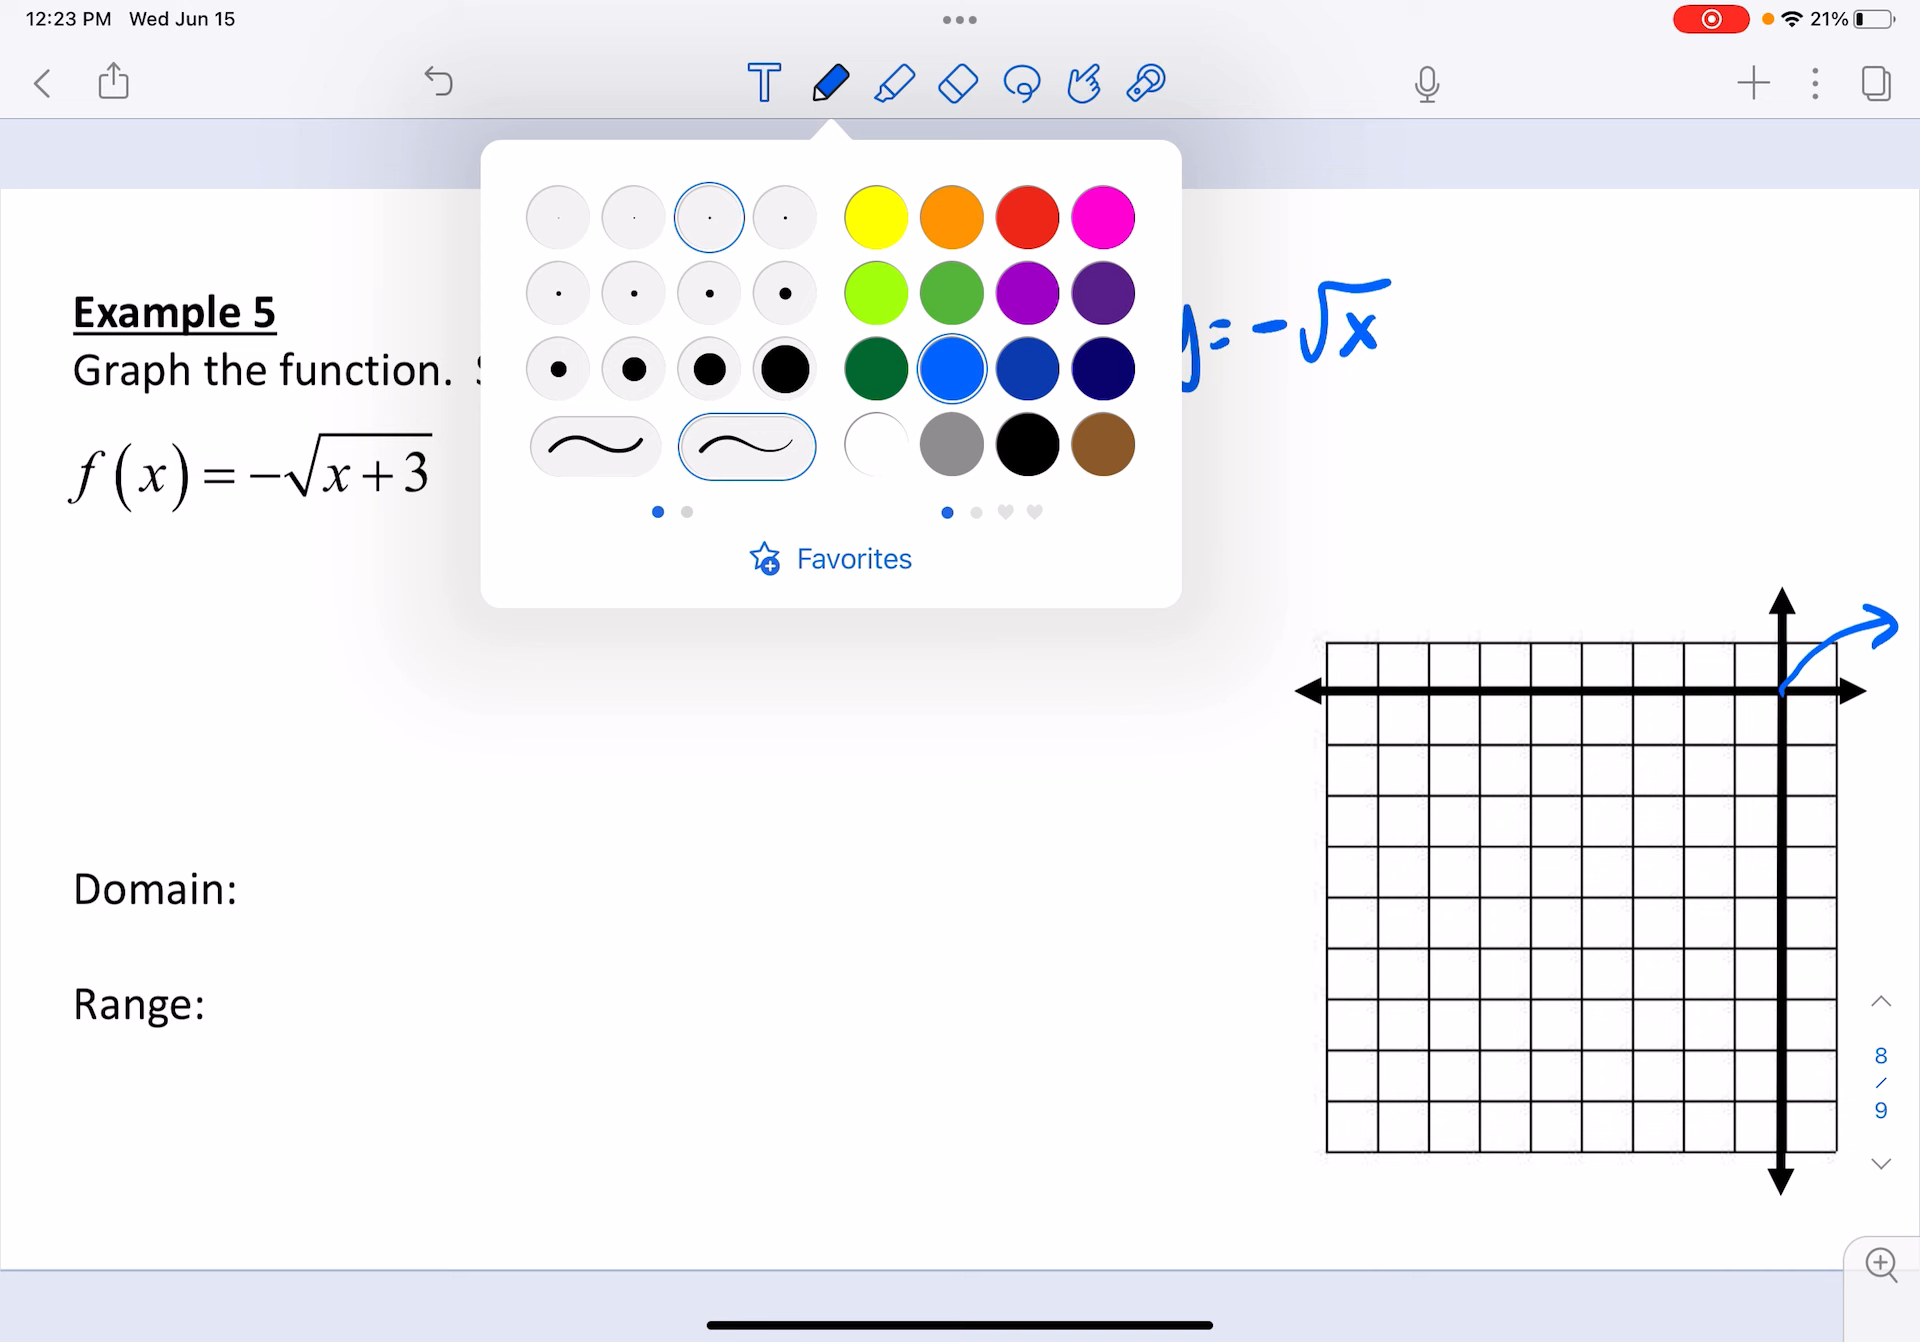 12:23 PM Wed Jun 15
21%
T
Example 5
Graph the function.
y = -√x
f(x) = -√x+3
Favorites
Domain:
Range:
8
/
9